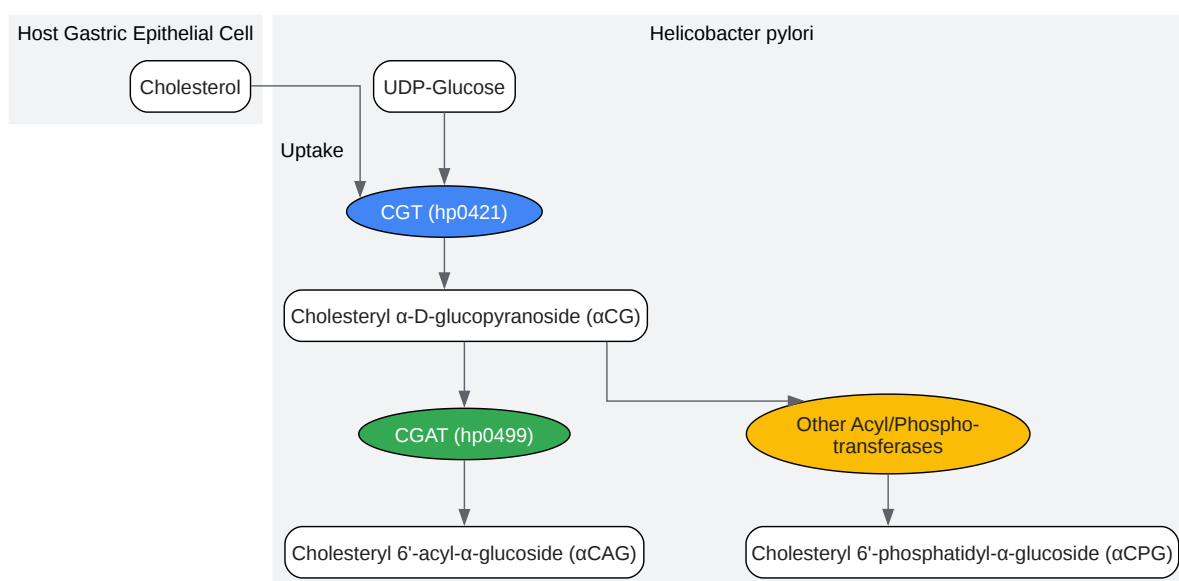 Host Gastric Epithelial Cell
Helicobacter pylori
Cholesterol
UDP-Glucose
Uptake
CGT (hp0421)
Cholesteryl α-D-glucopyranoside (αCG)
CGAT (hp0499)
Other Acyl/Phospho-
transferases
Cholesteryl 6'-acyl-α-glucoside (αCAG)
Cholesteryl 6'-phosphatidyl-α-glucoside (αCPG)